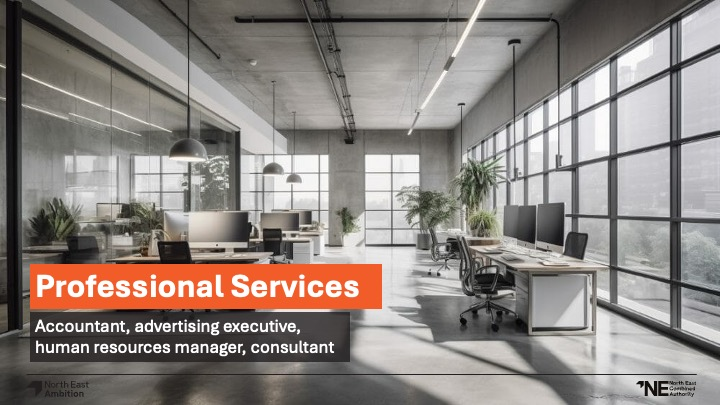 Professional Services
Accountant, advertising executive,
human resources manager, consultant
North East
Ambition
NE
North East
Combined
Authority